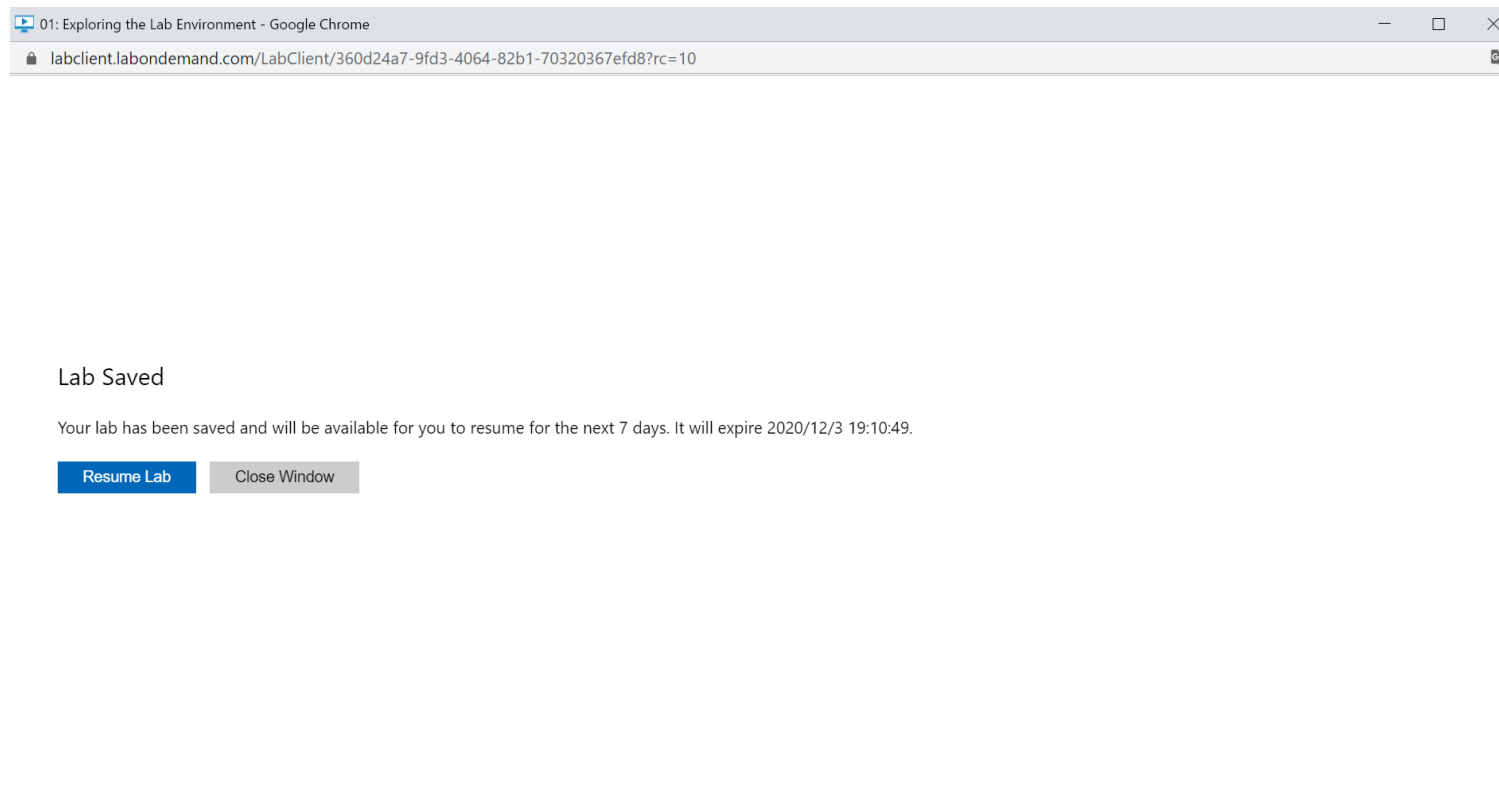 01: Exploring the Lab Environment - Google Chrome
labclient.labondemand.com/LabClient/360d24a7-9fd3-4064-82b1-70320367efd8?rc=10
Lab Saved
Your lab has been saved and will be available for you to resume for the next 7 days. It will expire 2020/12/3 19:10:49.
Resume Lab Close Window